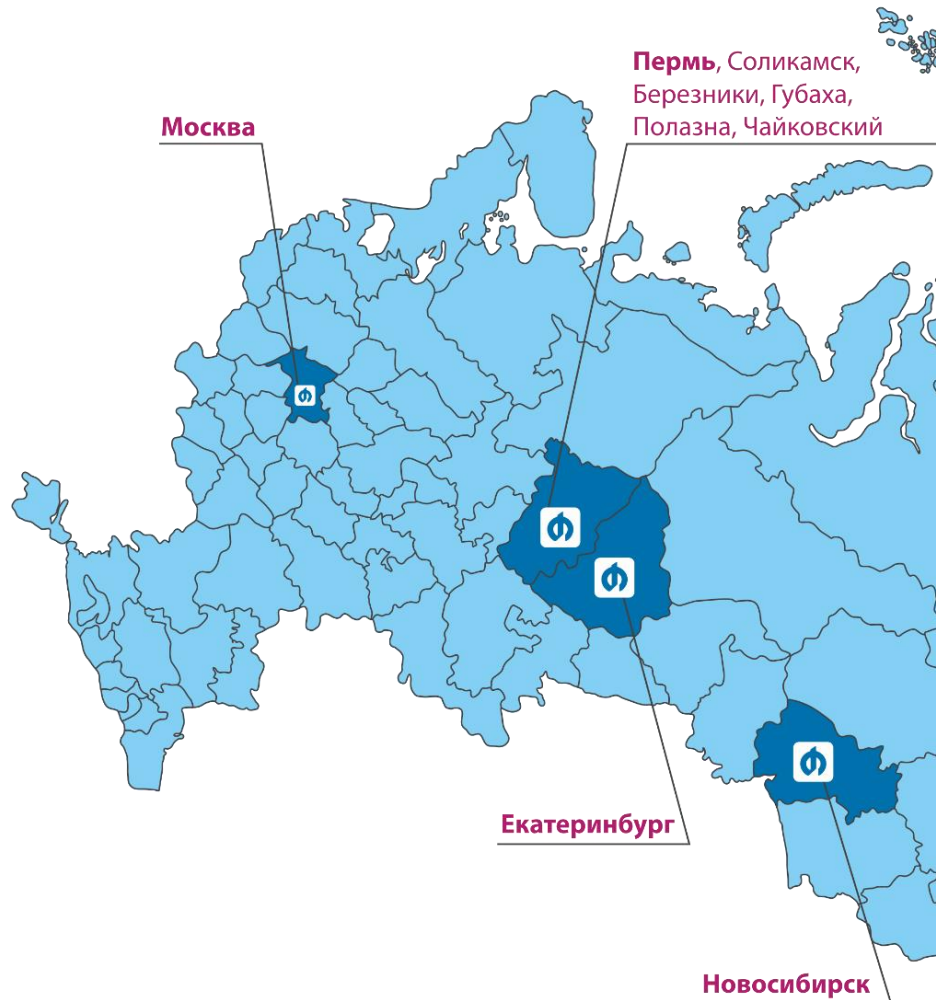 Пермь, Соликамск,
Березники, Губаха,
Полазна, Чайковский
Москва
Екатеринбург
Новосибирск